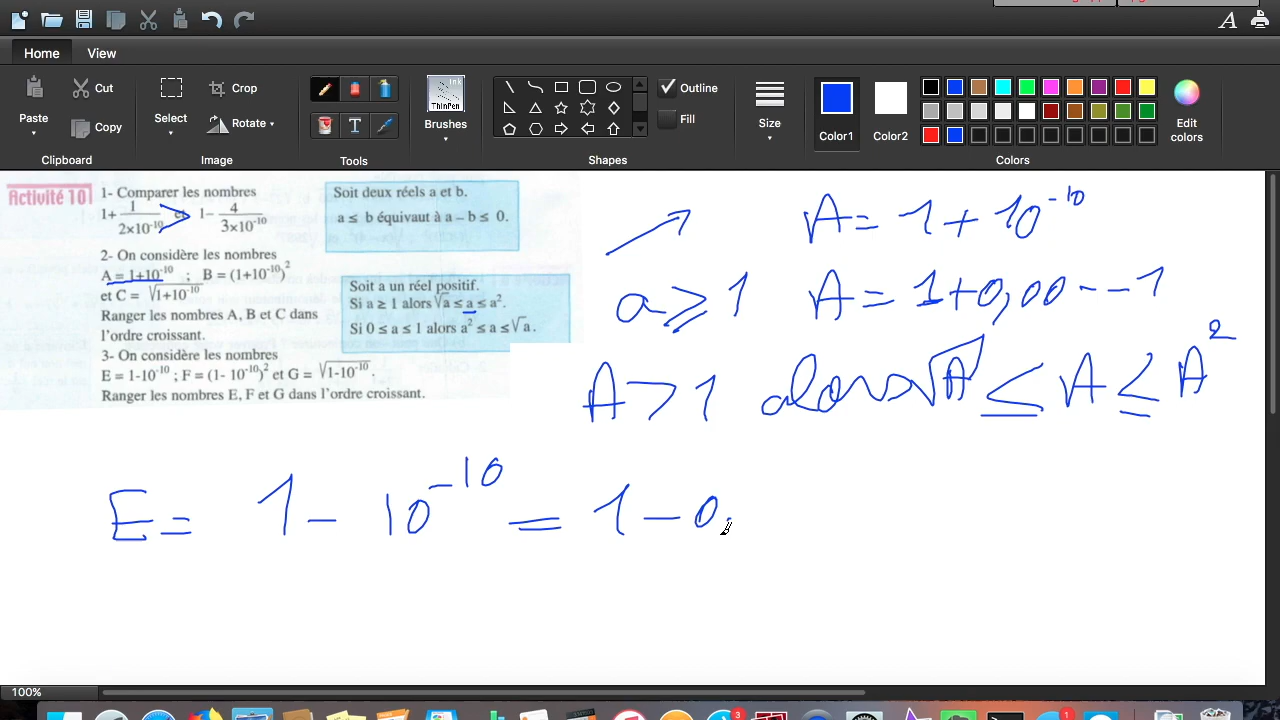 Home View
Cut
Copy
Paste
Clipboard
Select
Crop
Rotate
Image
Tools
T
Ink
ThinPen
Brushes
Outline
Fill
Shapes
Size
Color1
Color2
Edit colors
Colors
A
Activité 10
1- Comparer les nombres
1+ 1/2×10^-10 et 1- 4/3×10^-10
2- On considère les nombres
A = 1+10^-10 ; B = (1+10^-10)^2
et C = √1+10^-10
Ranger les nombres A, B et C dans
l'ordre croissant.
3- On considère les nombres
E = 1-10^-10 ; F = (1- 10^-10)^2 et G = √1-10^-10.
Ranger les nombres E, F et G dans l'ordre croissant.
Soit deux réels a et b.
a ≤ b équivaut à a – b ≤ 0.
Soit a un réel positif.
Si a ≥ 1 alors √a ≤ a ≤ a².
Si 0 ≤ a ≤ 1 alors a² ≤ a ≤ √a.
A = 1 + 10^-10
a ⩾ 1 A = 1+0,00---1
A > 1 alors √A ≤ A ≤ A²
E = 1 - 10^-10 = 1 - 0,
100%
3
1